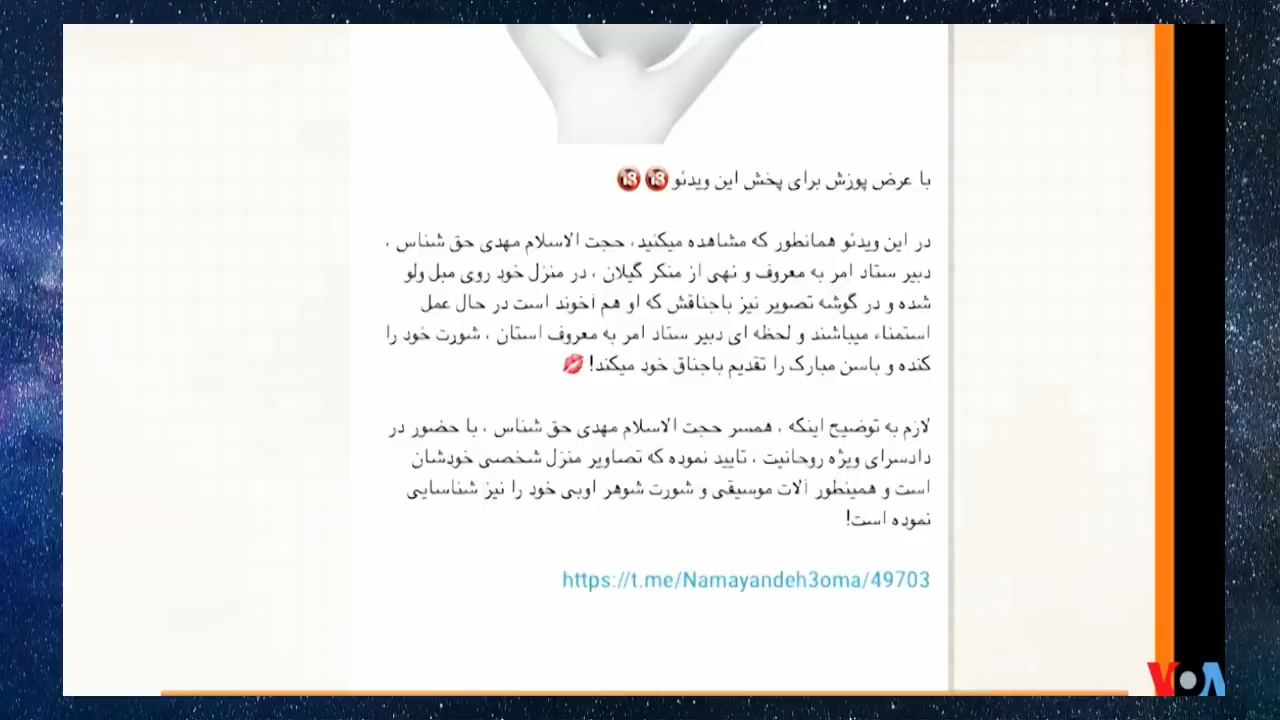 با عرض پوزش برای پخش این ویدئو 🔞🔞
در این ویدئو همانطور که مشاهده میکنید، حجت الاسلام مهدی حق شناس ،
دبیر ستاد امر به معروف و نهی از منکر گیلان ، در منزل خود روی مبل ولو
شده و در گوشه تصویر نیز باجناقش که او هم آخوند است در حال عمل
استمناء میباشند و لحظه ای دبیر ستاد امر به معروف استان ، شورت خود را
کنده و باسن مبارک را تقدیم باجناق خود میکند! 💋
لازم به توضیح اینکه ، همسر حجت الاسلام مهدی حق شناس ، با حضور در
دادسرای ویژه روحانیت ، تایید نموده که تصاویر منزل شخصی خودشان
است و همینطور آلات موسیقی و شورت شوهر اوبی خود را نیز شناسایی
نموده است!
https://t.me/Namayandeh3oma/49703
VOA